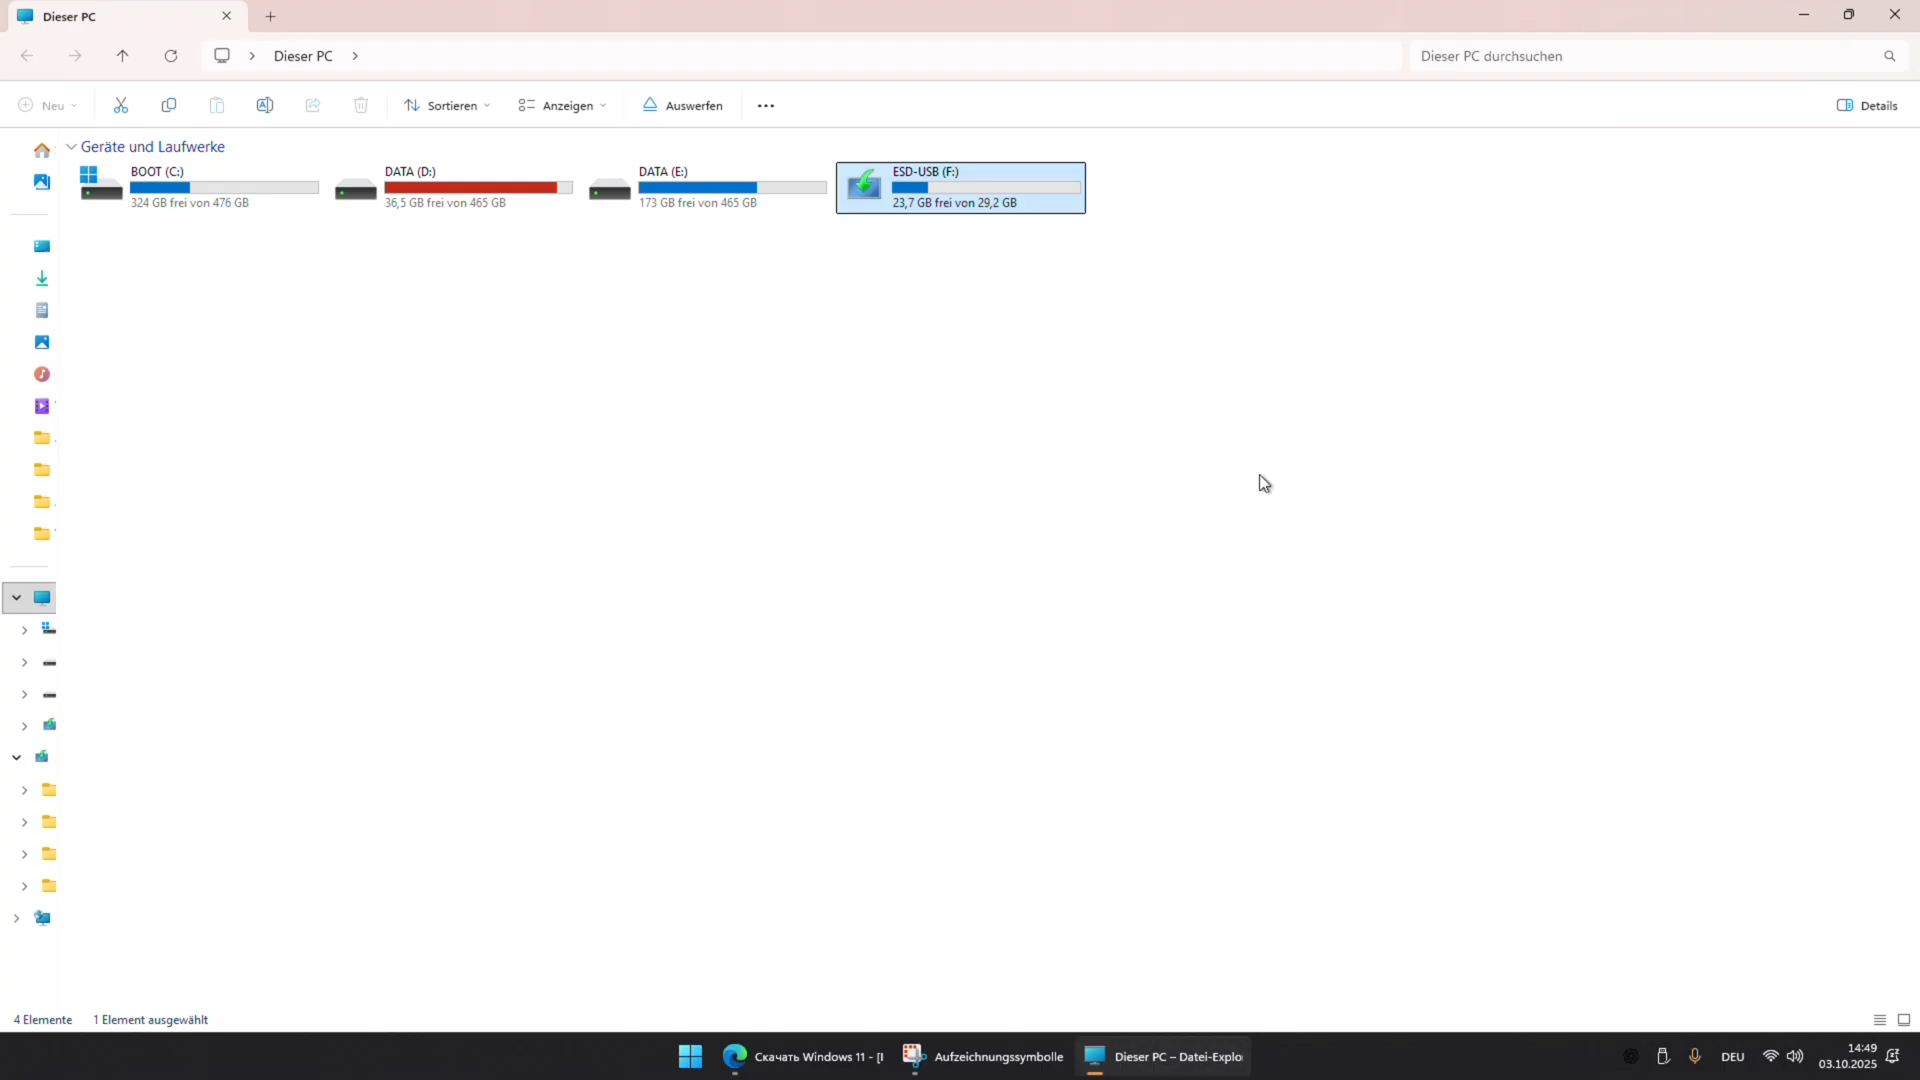 Dieser PC
Dieser PC
Dieser PC durchsuchen
Neu
Sortieren
Anzeigen
Auswerfen
Details
Geräte und Laufwerke
BOOT (C:)
324 GB frei von 476 GB
DATA (D:)
36,5 GB frei von 465 GB
DATA (E:)
173 GB frei von 465 GB
ESD-USB (F:)
23,7 GB frei von 29,2 GB
4 Elemente
1 Element ausgewählt
Скачать Windows 11 - [
Aufzeichnungssymbolle
Dieser PC – Datei-Explo
DEU
14:49
03.10.2025